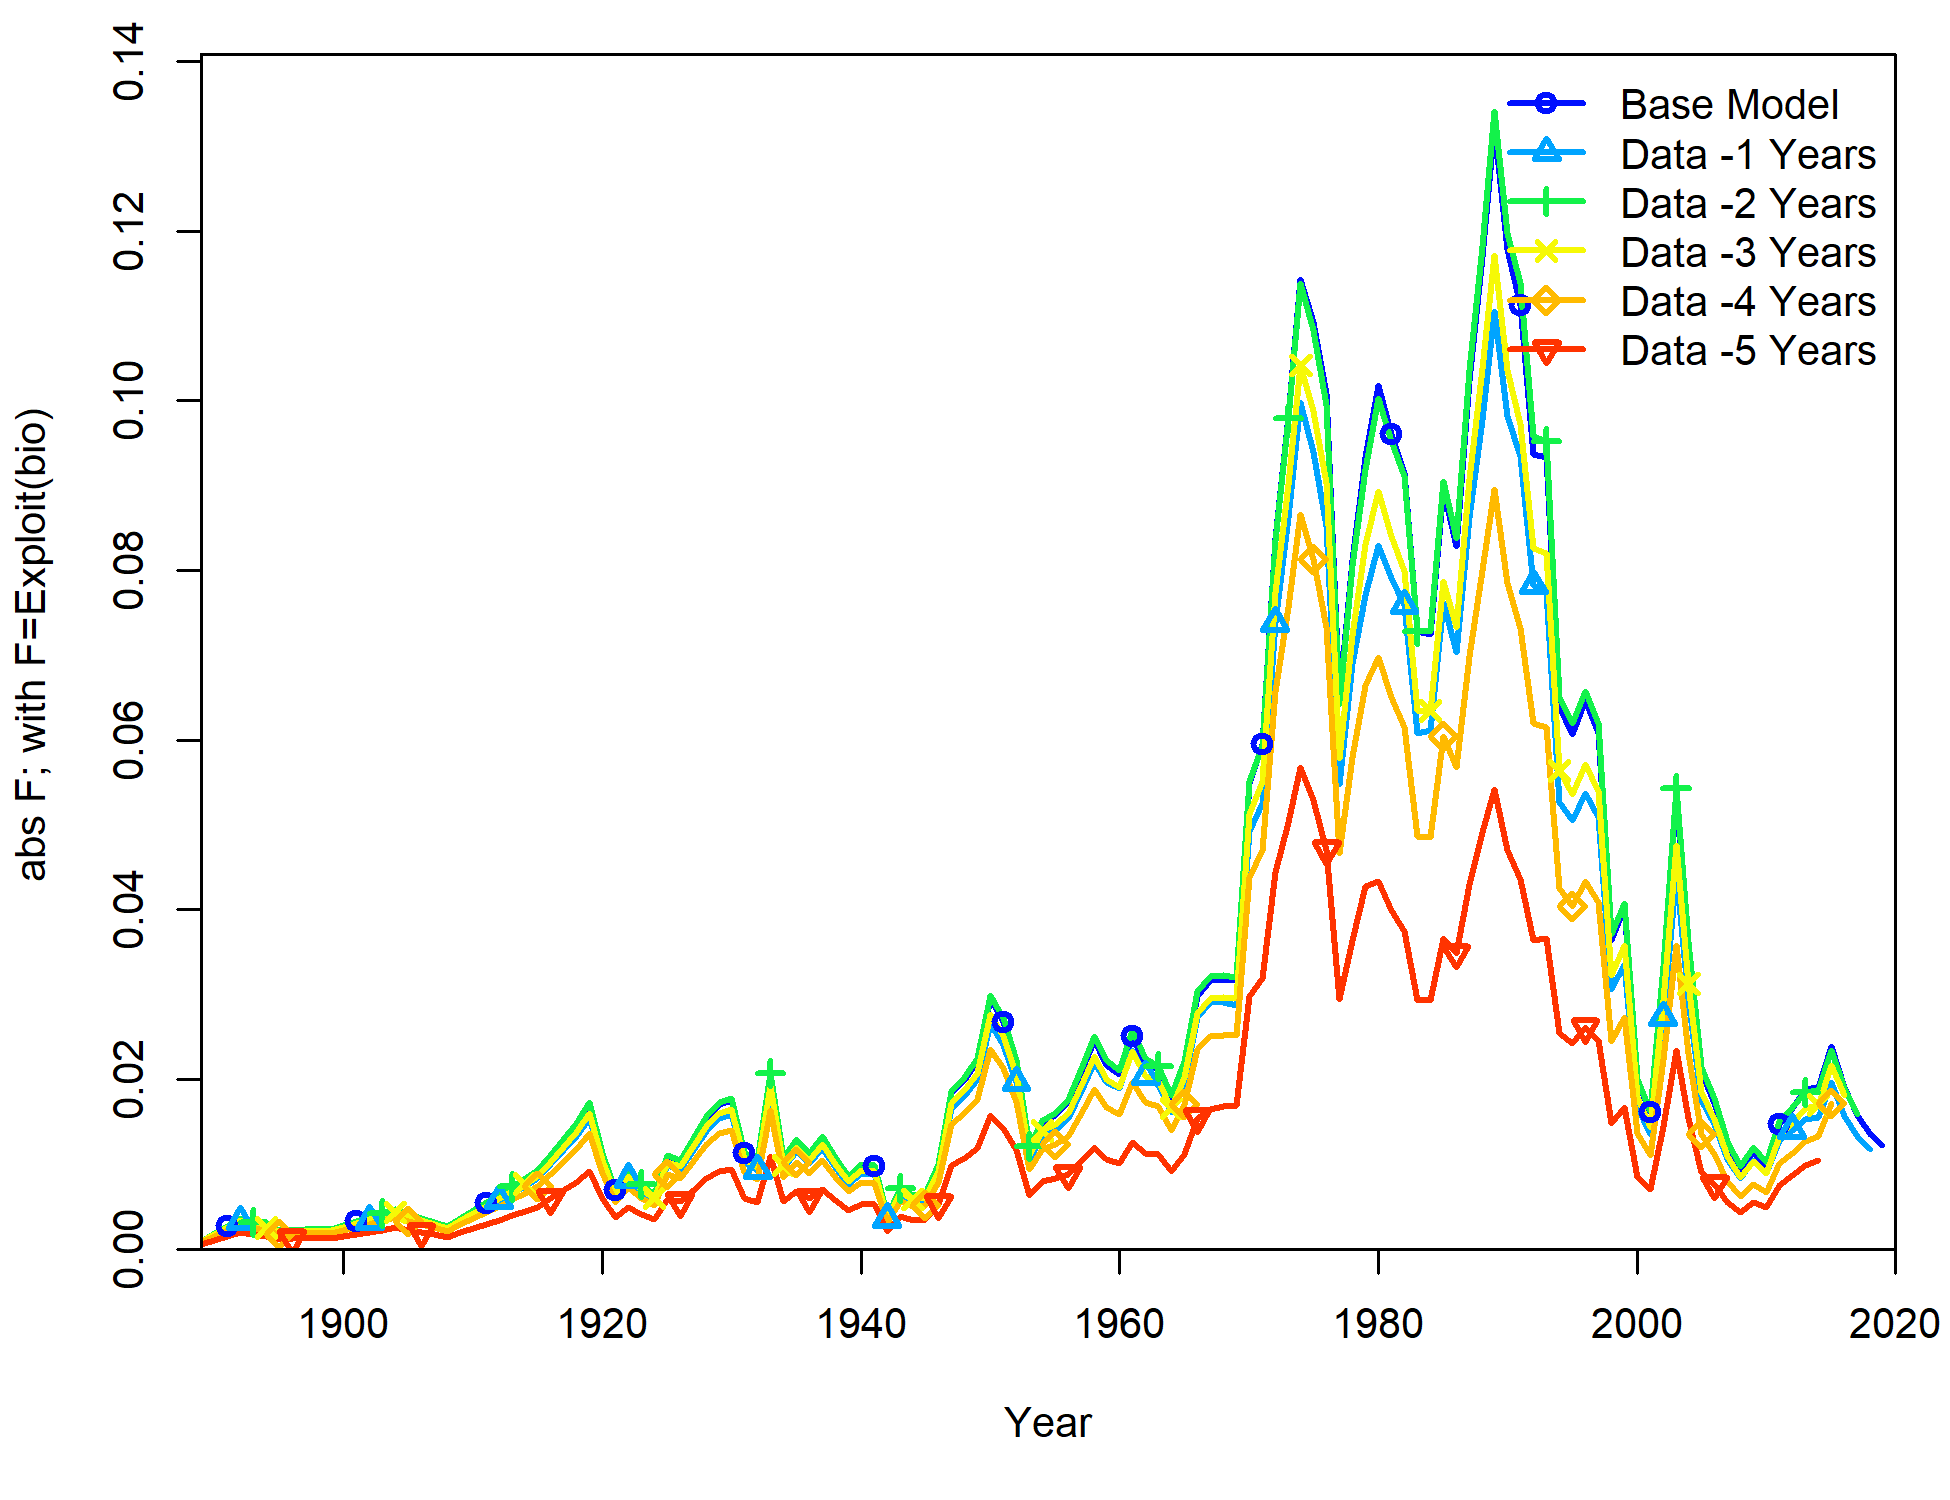 0.14
0.12
0.10
0.08
0.06
0.04
0.02
0.00
abs F; with F=Exploit(bio)
Base Model
Data -1 Years
Data -2 Years
Data -3 Years
Data -4 Years
Data -5 Years
1900 1920 1940 1960 1980 2000 2020
Year